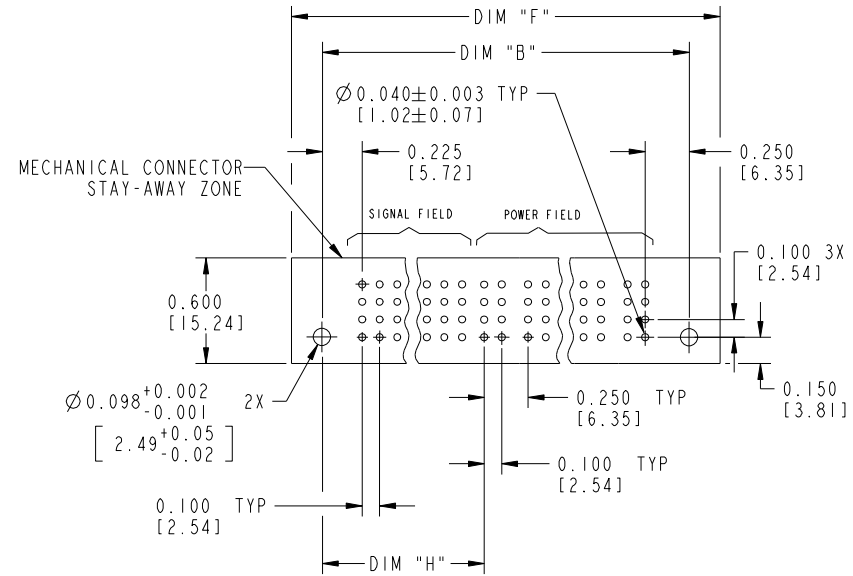 DIM "F"
DIM "B"
Ø0.040±0.003 TYP
[1.02±0.07]
0.225
[5.72]
0.250
[6.35]
MECHANICAL CONNECTOR
STAY-AWAY ZONE
SIGNAL FIELD
POWER FIELD
0.100 3X
[2.54]
0.600
[15.24]
Ø0.098+0.002
-0.001
2X
[2.49+0.05
-0.02]
0.250 TYP
[6.35]
0.150
[3.81]
0.100 TYP
[2.54]
0.100 TYP
[2.54]
DIM "H"